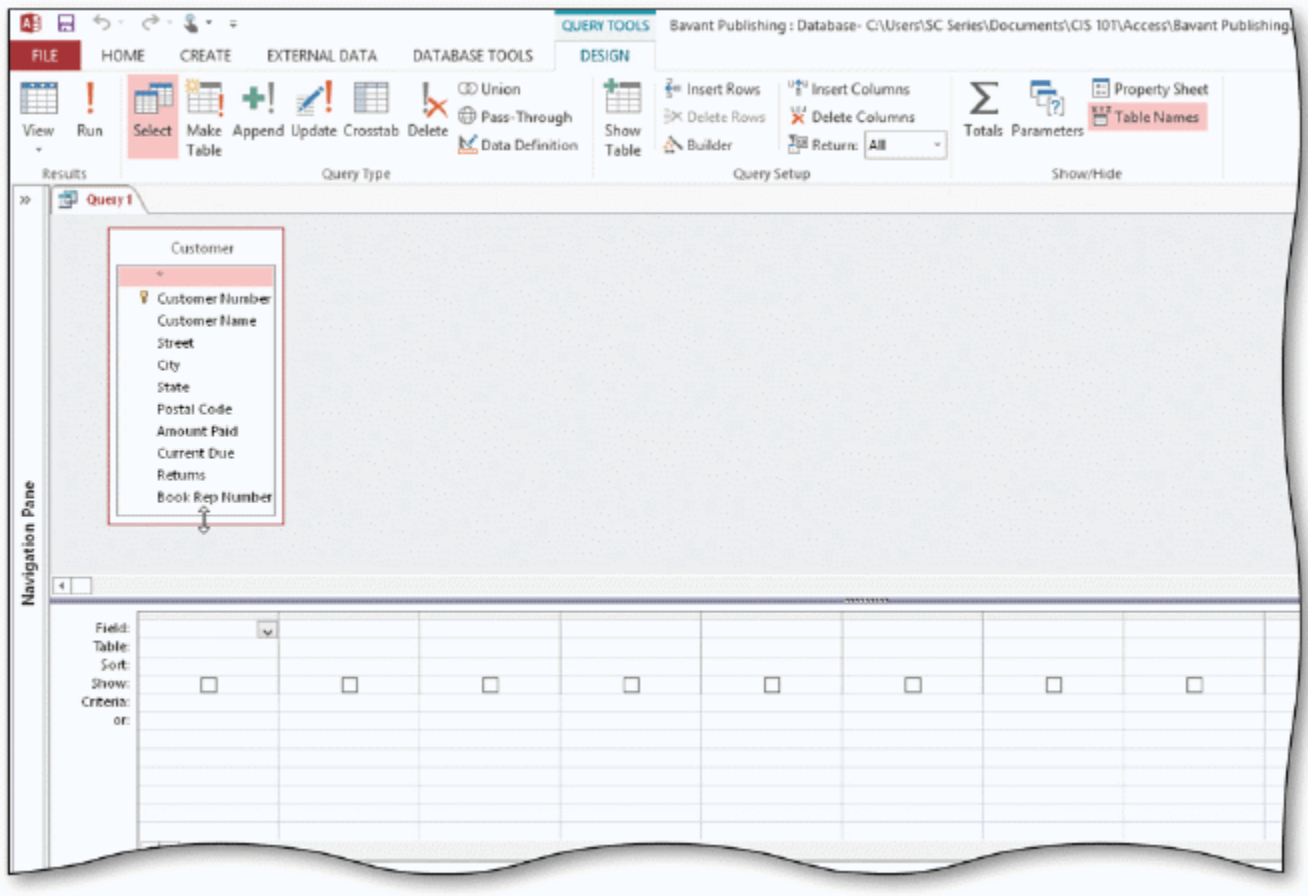 QUERY TOOLS Bavant Publishing : Database- C:\Users\SC Series\Documents\CIS 101\Access\Bavant Publishing.
FILE HOME CREATE EXTERNAL DATA DATABASE TOOLS DESIGN
View Run Select Make Table Append Update Crosstab Delete
Union
Pass-Through
Data Definition
Show Table
Insert Rows
Delete Rows
Builder
Insert Columns
Delete Columns
Return: All
Totals Parameters
Property Sheet
Table Names
Results Query Type Query Setup Show/Hide
» Query1
Customer
*
Customer Number
Customer Name
Street
City
State
Postal Code
Amount Paid
Current Due
Returns
Book Rep Number
Navigation Pane
Field:
Table:
Sort:
Show:
Criteria:
or: